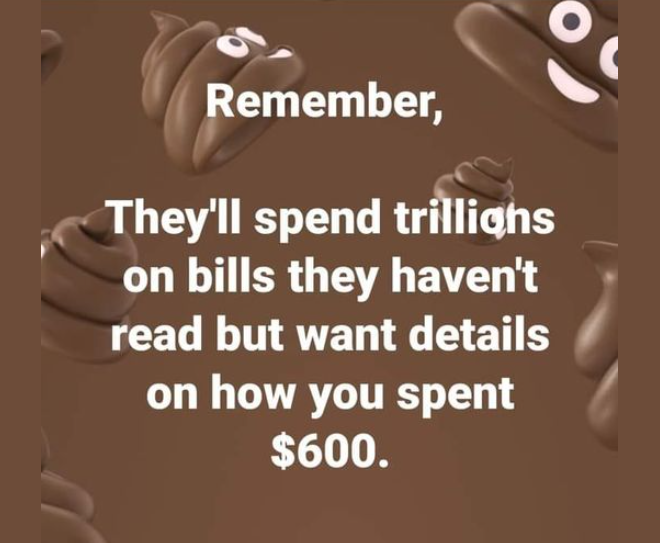 Remember,
They'll spend trillions
on bills they haven't
read but want details
on how you spent
$600.